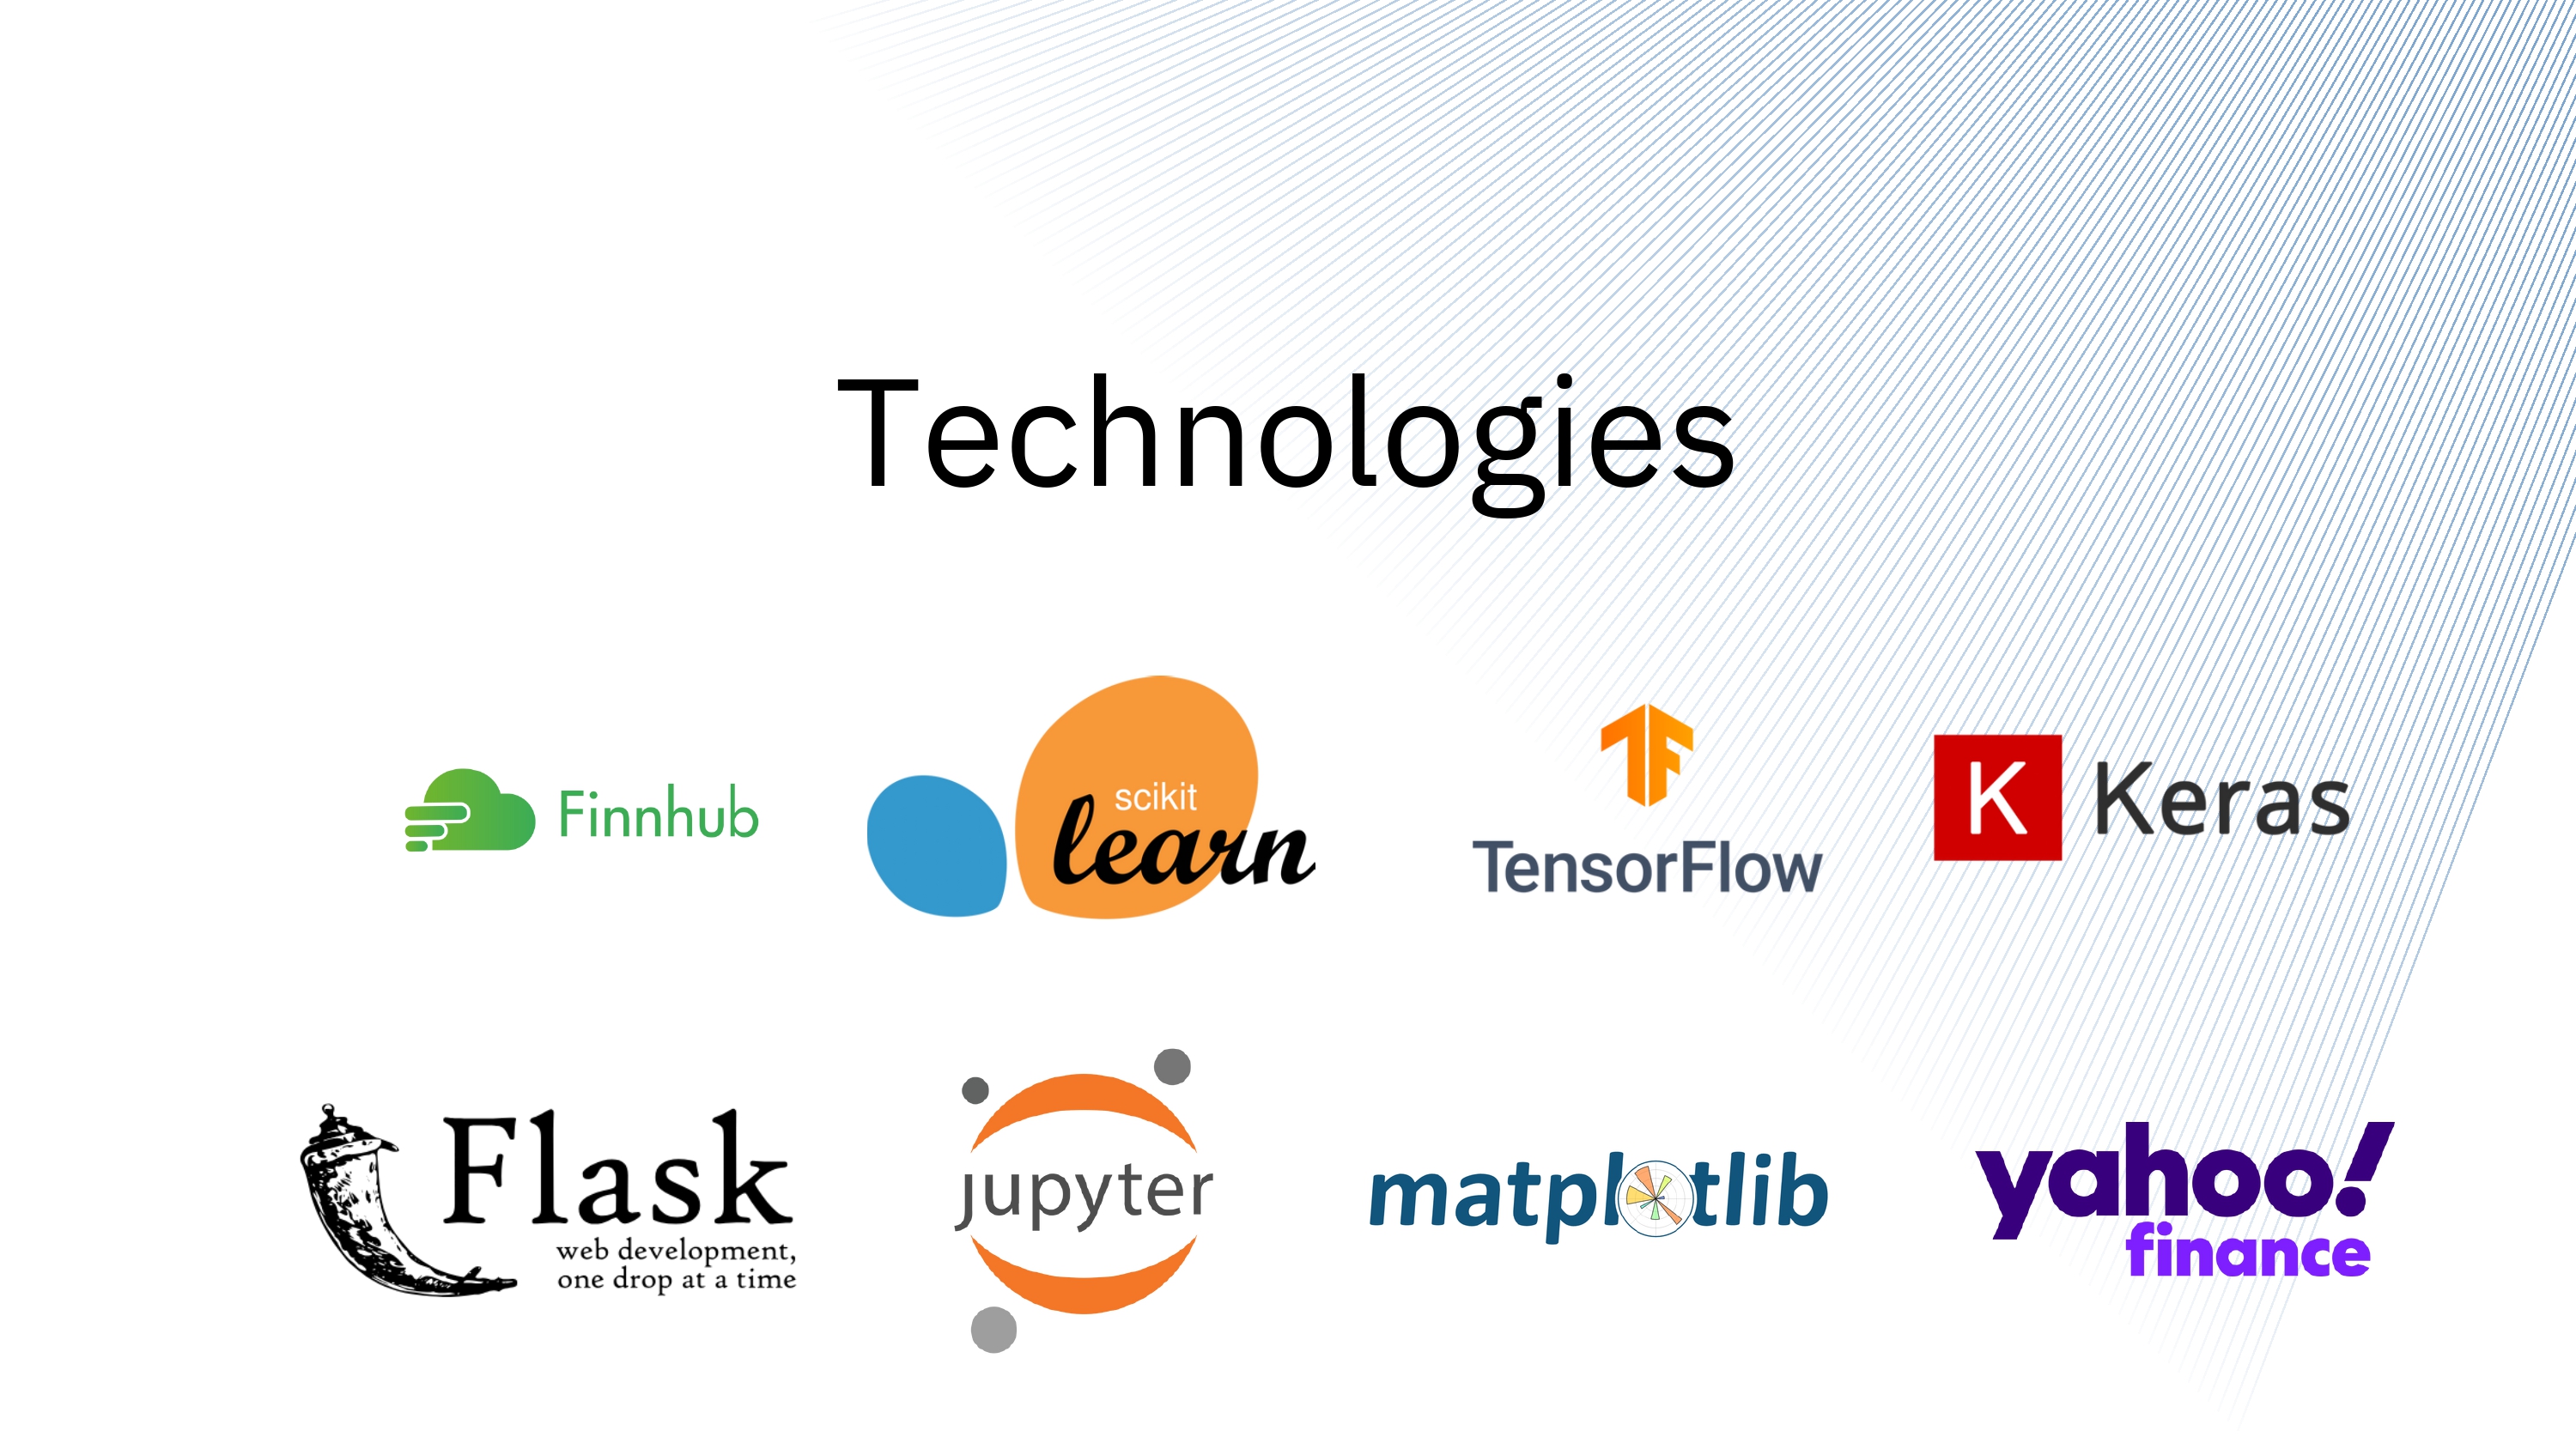 Technologies
Finnhub
scikit
learn
TensorFlow
K Keras
Flask
web development,
one drop at a time
jupyter
matplotlib
yahoo!
finance